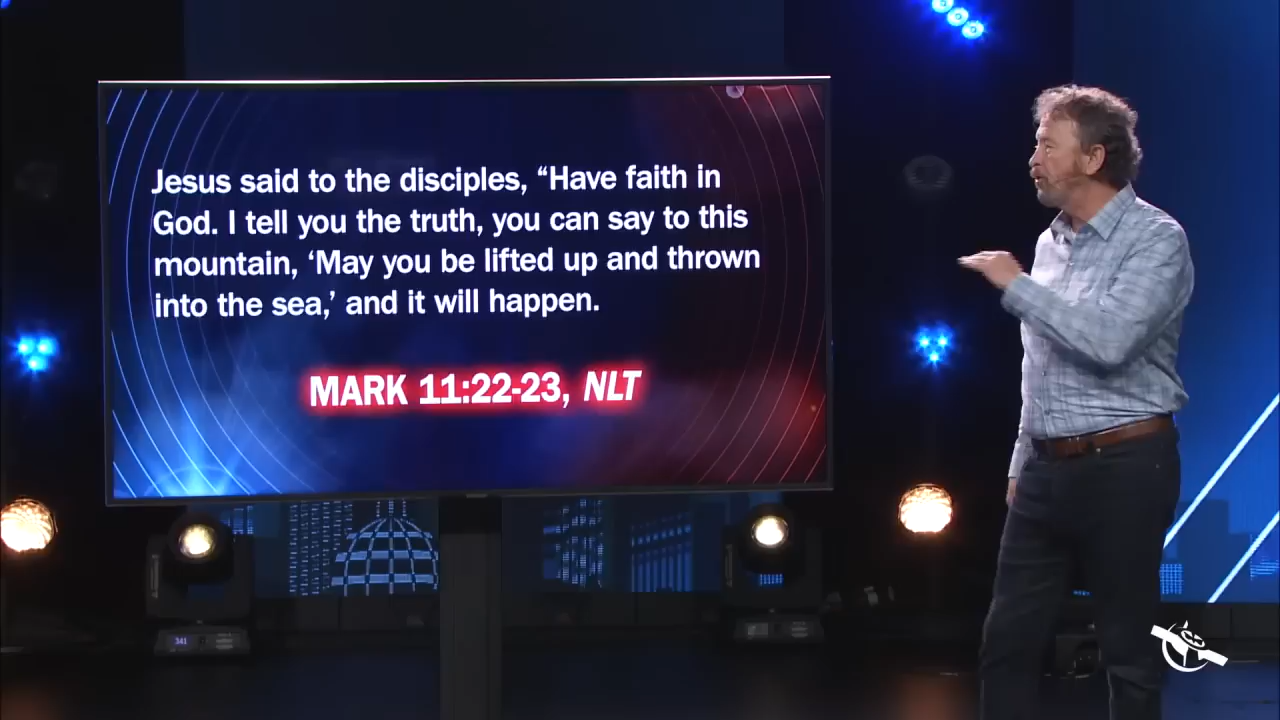 Jesus said to the disciples, “Have faith in
God. I tell you the truth, you can say to this
mountain, ‘May you be lifted up and thrown
into the sea,’ and it will happen.
MARK 11:22-23, NLT
341